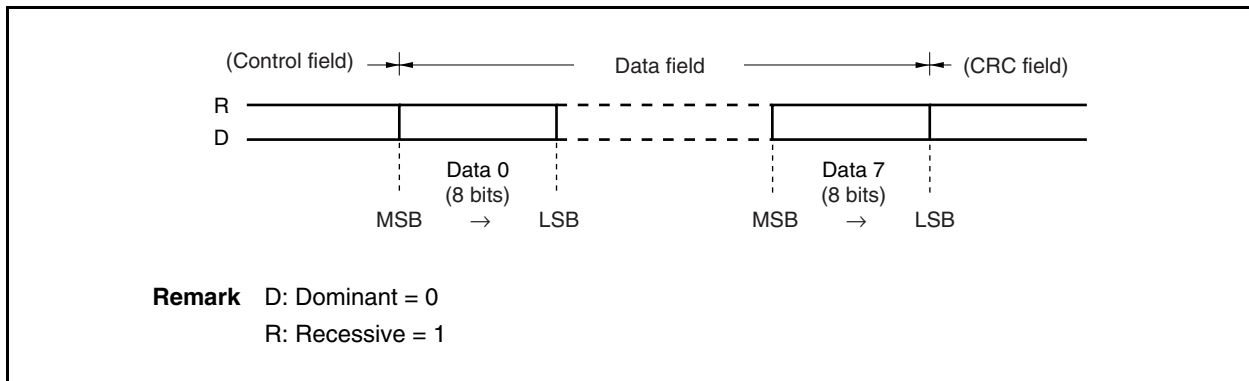 (Control field) Data field (CRC field)
R
D
Data 0 Data 7
(8 bits) (8 bits)
MSB → LSB MSB → LSB
Remark D: Dominant = 0
R: Recessive = 1